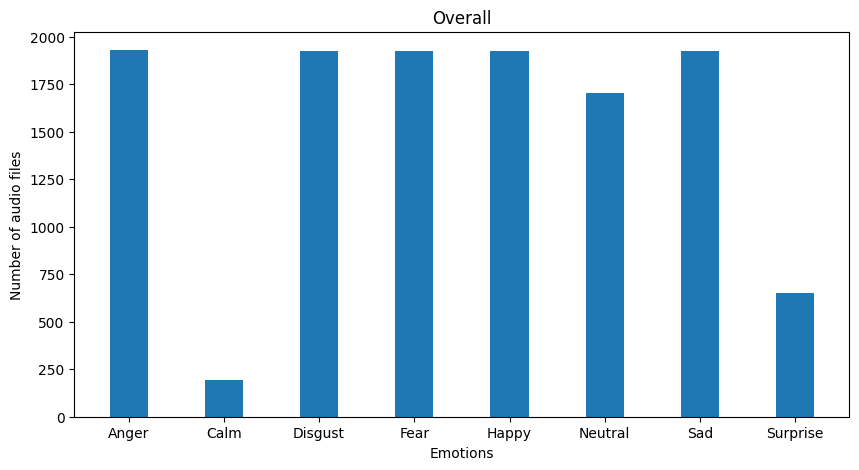 Overall
Number of audio files
2000
1750
1500
1250
1000
750
500
250
0
Anger Calm Disgust Fear Happy Neutral Sad Surprise
Emotions